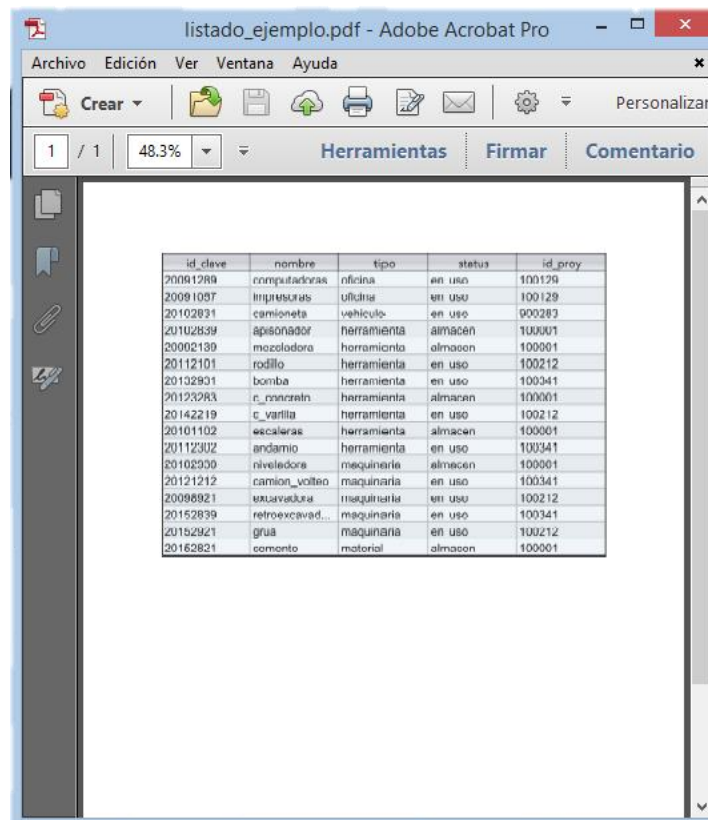 listado_ejemplo.pdf - Adobe Acrobat Pro
Archivo Edición Ver Ventana Ayuda
Crear Personalizar
1 / 1 48.3% Herramientas Firmar Comentario
id_clave nombre tipo status id_proy
20091289 computadoras oficina en uso 100129
20091087 impresoras oficina en uso 100129
20102831 camioneta vehiculo en uso 900283
20102839 apisonador herramienta almacen 100001
20092139 mezcladora herramienta almacen 100001
20112101 rodillo herramienta en uso 100212
20132931 bomba herramienta en uso 100341
20123283 c_concreto herramienta almacen 100001
20142219 c_varilla herramienta en uso 100212
20101102 escaleras herramienta almacen 100001
20112302 andamio herramienta en uso 100341
niveladora maquinaria almacen 100001
20121212 camion_volteo maquinaria en uso 100341
20098921 excavadora maquinaria en uso 100212
20152839 retroexcavad... maquinaria en uso 100341
20152921 grua maquinaria en uso 100212
cemento material almacen 100001